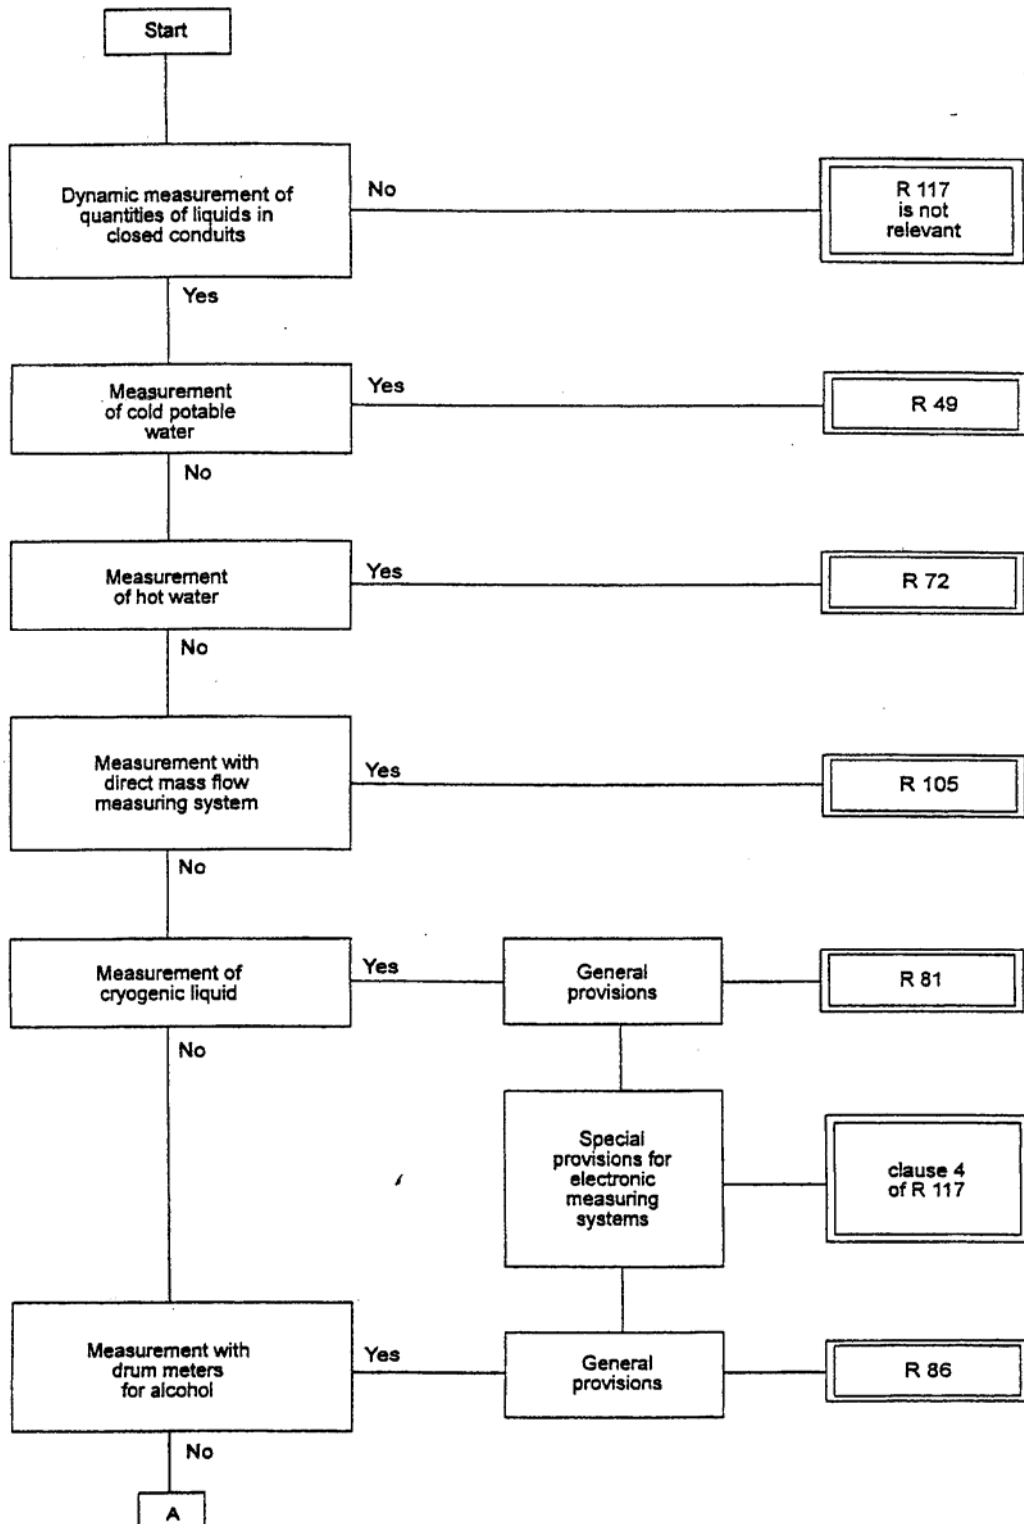 Start
Dynamic measurement of
quantities of liquids in
closed conduits
No
R 117
is not
relevant
Yes
Measurement
of cold potable
water
Yes
R 49
No
Measurement
of hot water
Yes
R 72
No
Measurement with
direct mass flow
measuring system
Yes
R 105
No
Measurement of
cryogenic liquid
Yes
General
provisions
R 81
No
Special
provisions for
electronic
measuring
systems
clause 4
of R 117
Measurement with
drum meters
for alcohol
Yes
General
provisions
R 86
No
A